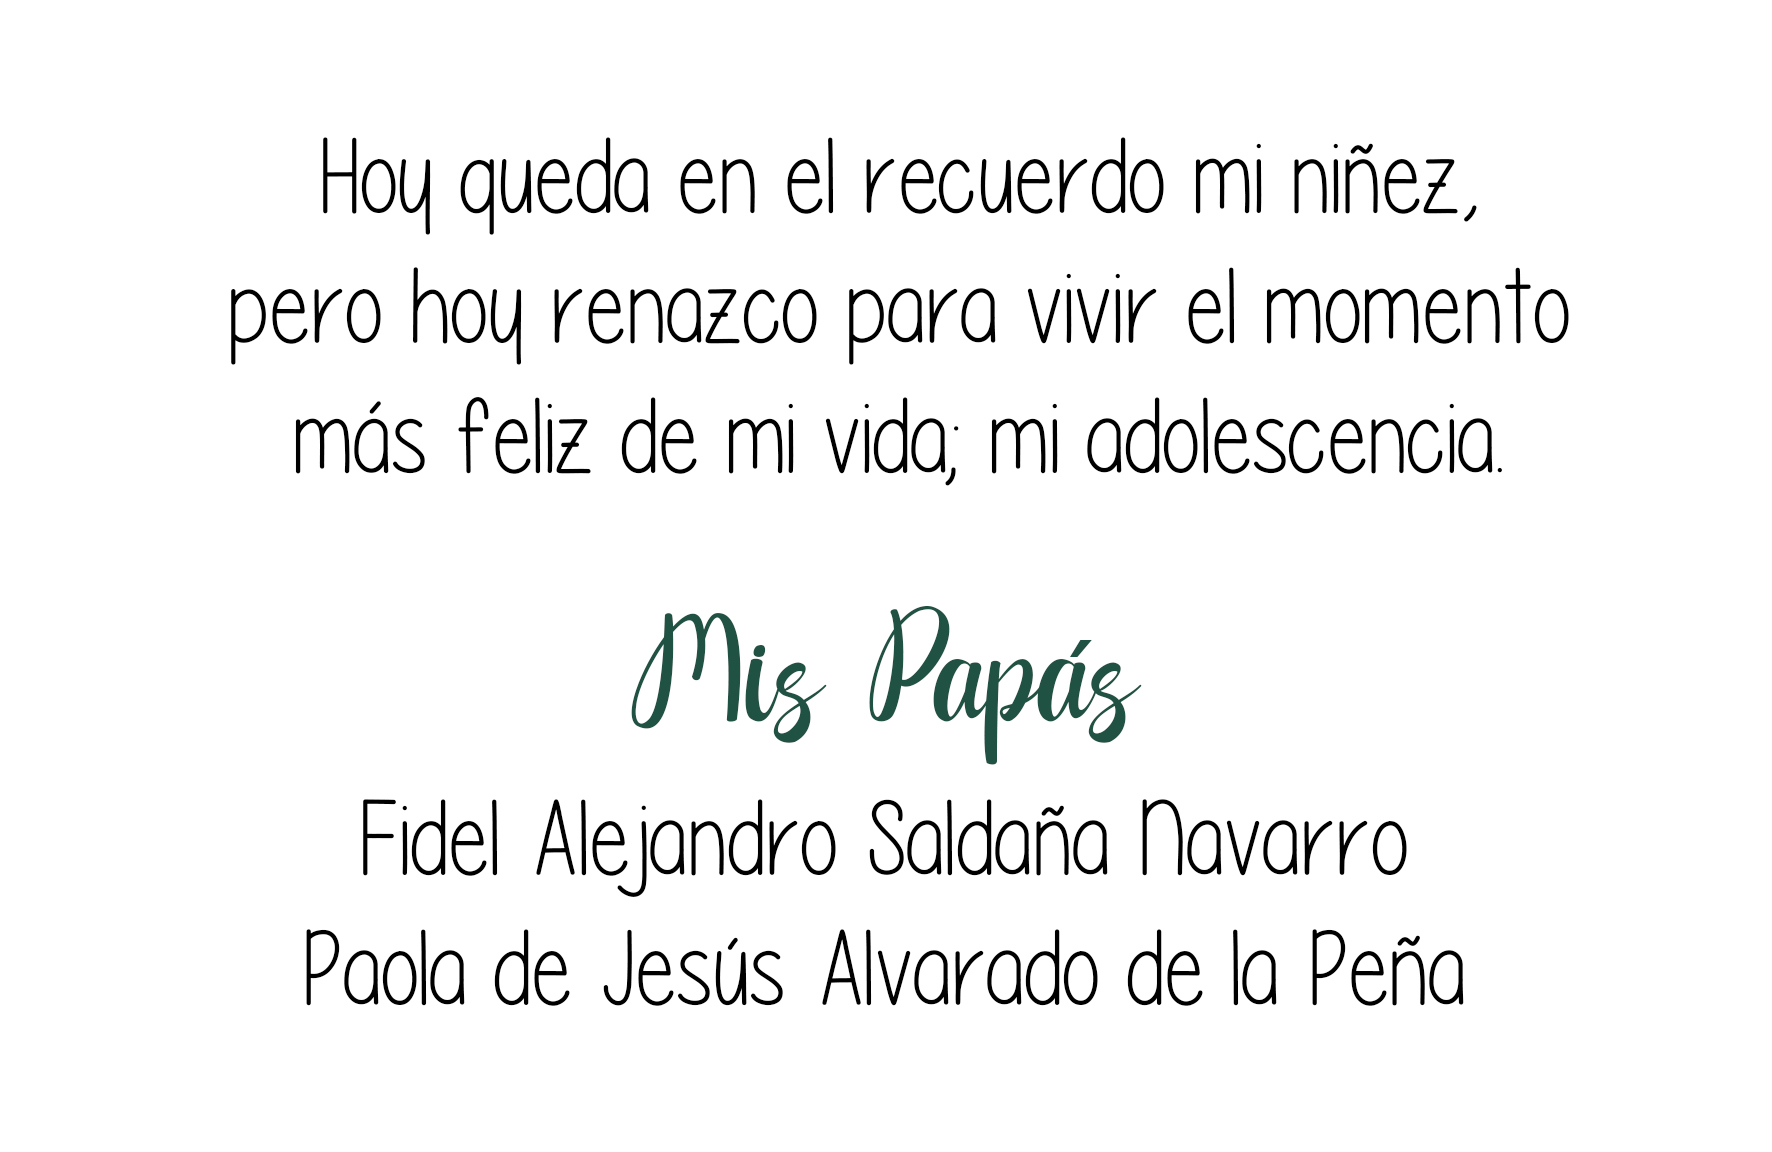 Hoy queda en el recuerdo mi niñez,
pero hoy renazco para vivir el momento
más feliz de mi vida; mi adolescencia.
Mis Papás
Fidel Alejandro Saldaña Navarro
Paola de Jesús Alvarado de la Peña